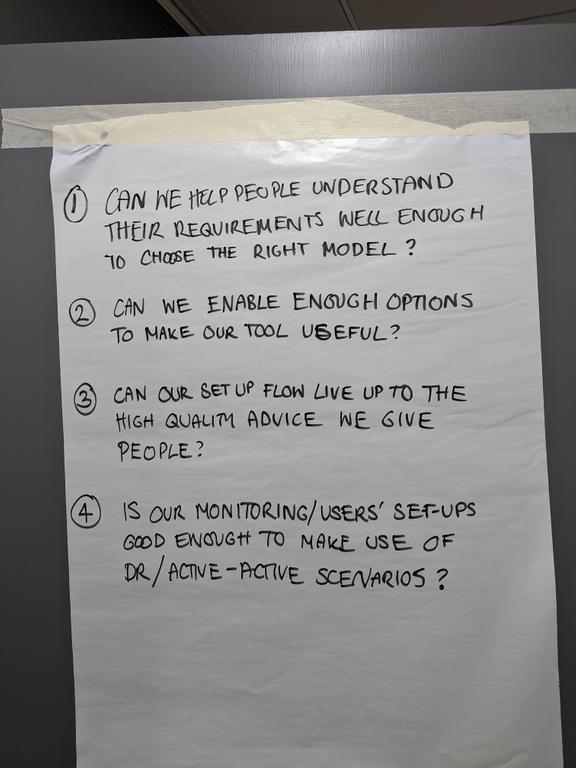 1 CAN WE HELP PEOPLE UNDERSTAND
THEIR REQUIREMENTS WELL ENOUGH
TO CHOOSE THE RIGHT MODEL?
2 CAN WE ENABLE ENOUGH OPTIONS
TO MAKE OUR TOOL USEFUL?
3 CAN OUR SET UP FLOW LIVE UP TO THE
HIGH QUALITY ADVICE WE GIVE
PEOPLE?
4 IS OUR MONITORING/USERS' SET-UPS
GOOD ENOUGH TO MAKE USE OF
DR/ACTIVE-ACTIVE SCENARIOS?